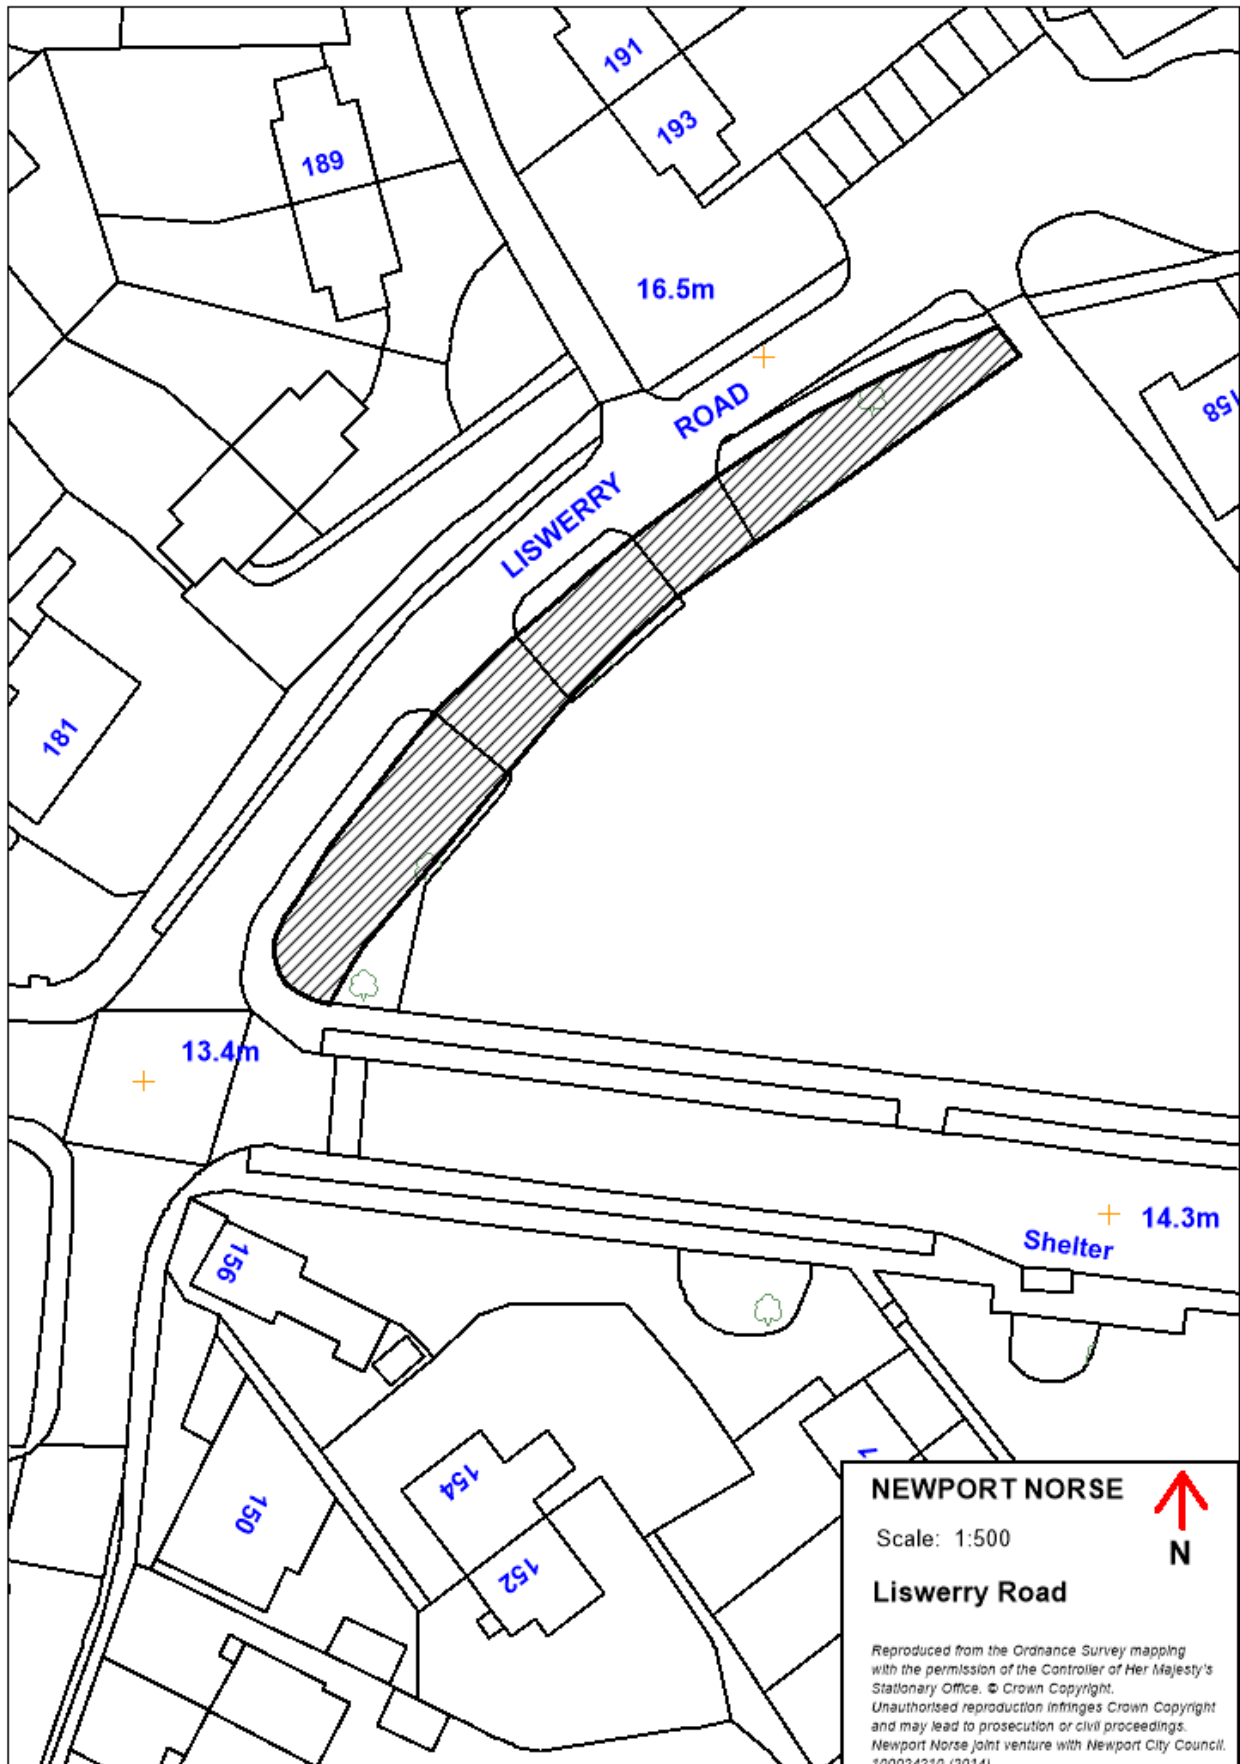 191
193
189
16.5m
158
LISWERRY ROAD
181
13.4m
14.3m
Shelter
156
154
150
152
1
NEWPORT NORSE
Scale: 1:500
N
Liswerry Road
Reproduced from the Ordnance Survey mapping
with the permission of the Controller of Her Majesty's
Stationary Office. © Crown Copyright.
Unauthorised reproduction infringes Crown Copyright
and may lead to prosecution or civil proceedings.
Newport Norse joint venture with Newport City Council.
100024210 (2014)